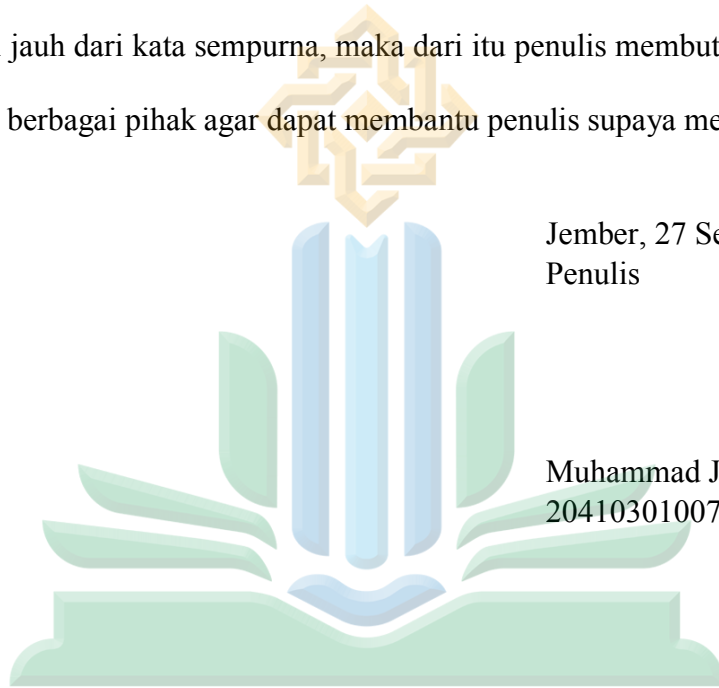 jauh dari kata sempurna, maka dari itu penulis membut
berbagai pihak agar dapat membantu penulis supaya me
Jember, 27 Se
Penulis
Muhammad J
20410301007